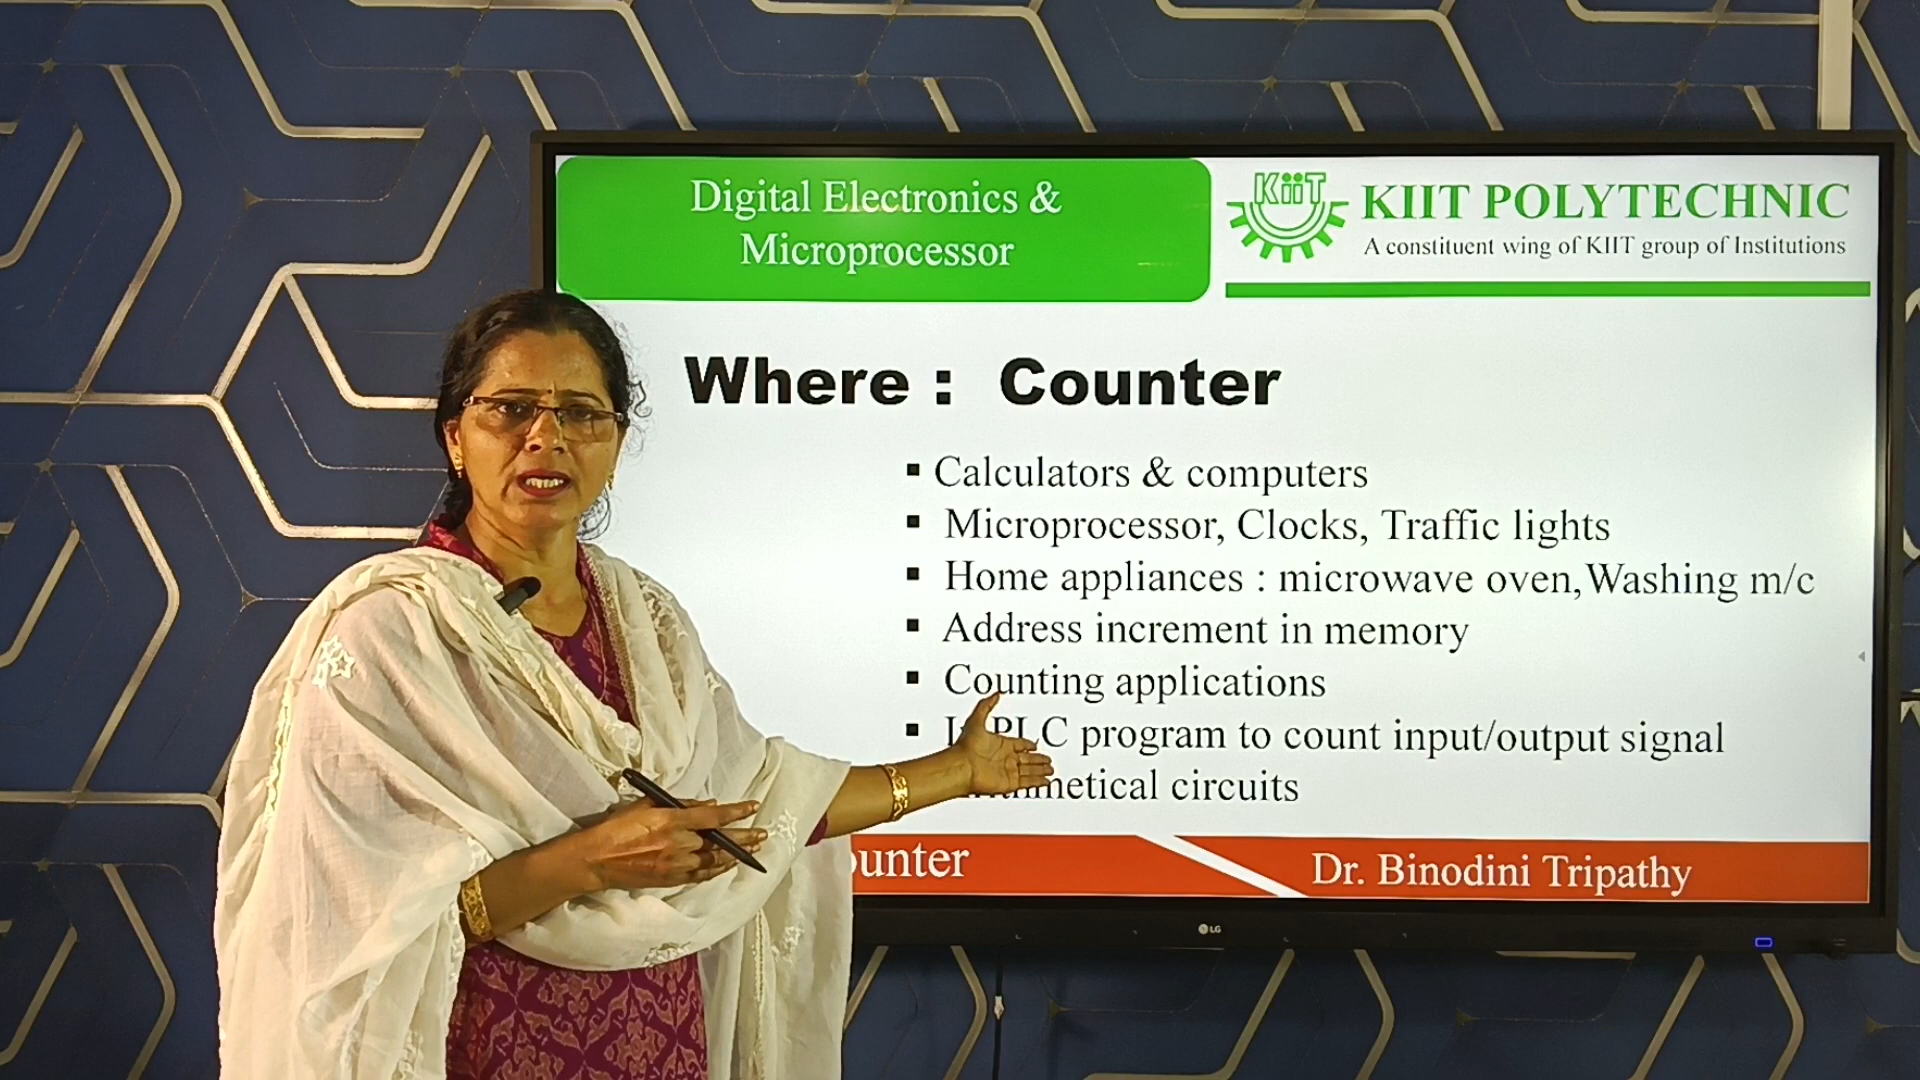 Digital Electronics &
Microprocessor
KiiT
KIIT POLYTECHNIC
A constituent wing of KIIT group of Institutions
Where : Counter
▪ Calculators & computers
▪ Microprocessor, Clocks, Traffic lights
▪ Home appliances : microwave oven,Washing m/c
▪ Address increment in memory
▪ Counting applications
▪ PLC program to count input/output signal
circuits
Dr. Binodini Tripathy
LG